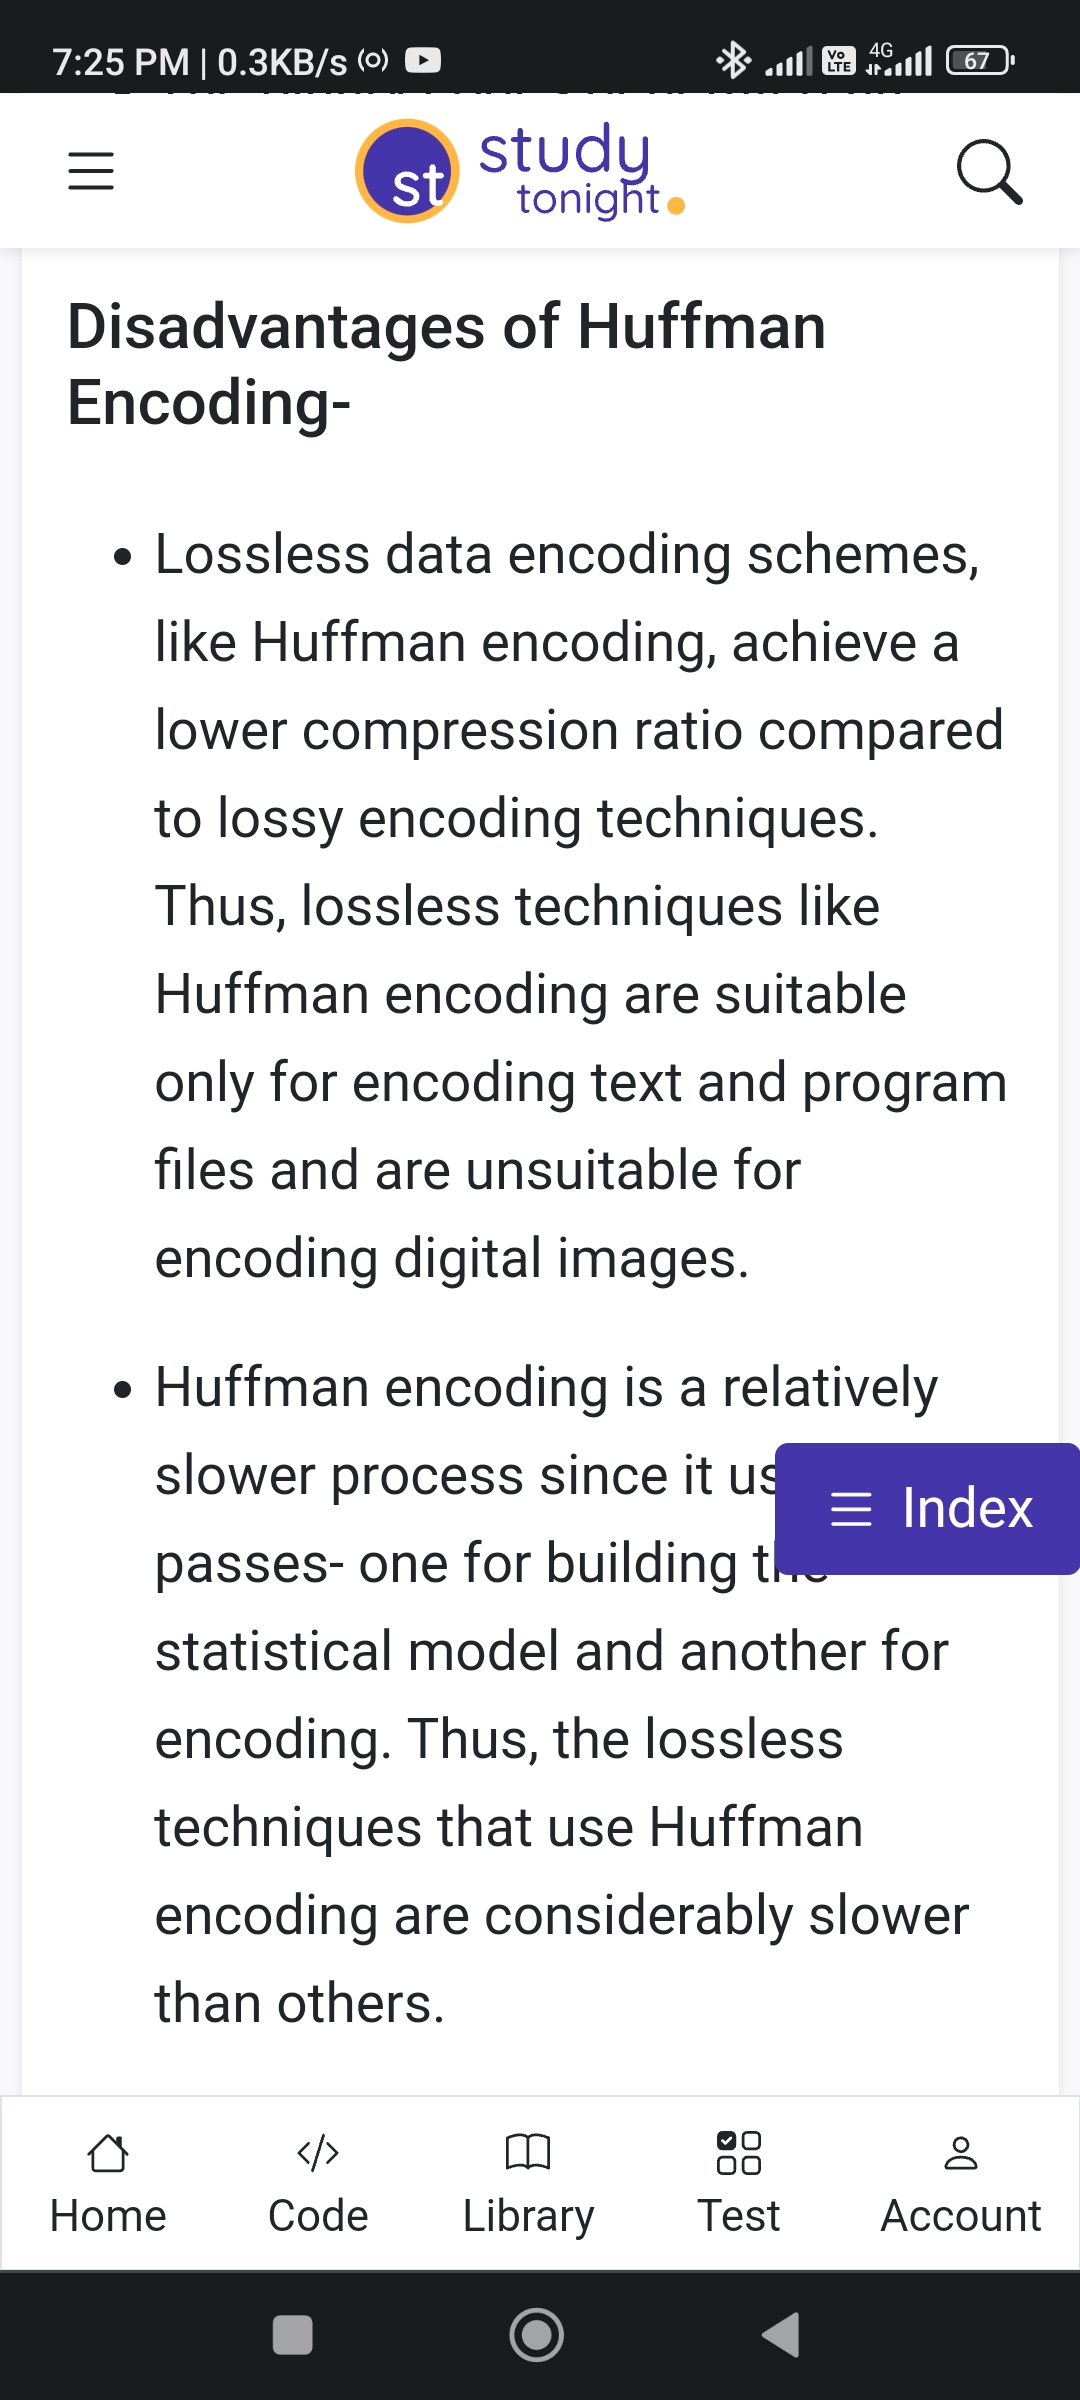 7:25 PM | 0.3KB/s
Vo LTE 4G 67
st study
tonight
Disadvantages of Huffman
Encoding-
• Lossless data encoding schemes,
like Huffman encoding, achieve a
lower compression ratio compared
to lossy encoding techniques.
Thus, lossless techniques like
Huffman encoding are suitable
only for encoding text and program
files and are unsuitable for
encoding digital images.
• Huffman encoding is a relatively
slower process since it
Index
passes- one for building
statistical model and another for
encoding. Thus, the lossless
techniques that use Huffman
encoding are considerably slower
than others.
Home Code Library Test Account